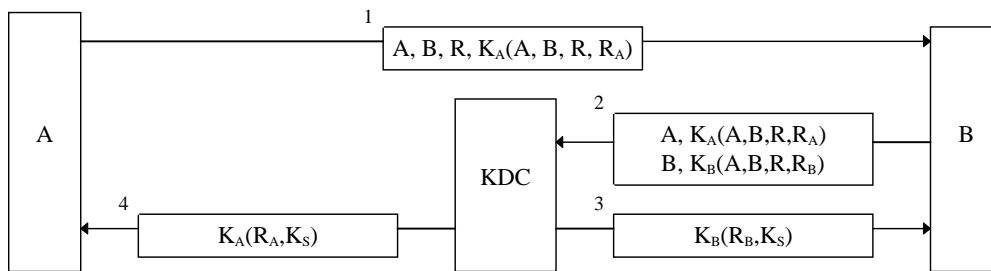 1
A, B, R, K_A(A, B, R, R_A)
A
2
A, K_A(A,B,R,R_A)
B, K_B(A,B,R,R_B)
B
KDC
4
K_A(R_A,K_S)
3
K_B(R_B,K_S)